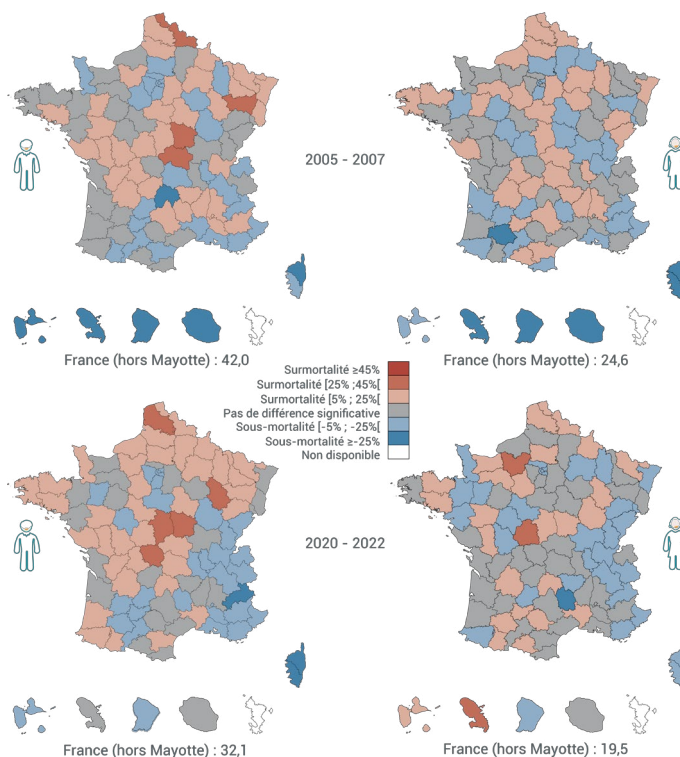 2005 - 2007
France (hors Mayotte) : 42,0
France (hors Mayotte) : 24,6
Surmortalité ≥45%
Surmortalité [25% ;45%[
Surmortalité [5% ; 25%[
Pas de différence significative
Sous-mortalité [-5% ; -25%[
Sous-mortalité ≥-25%
Non disponible
2020 - 2022
France (hors Mayotte) : 32,1
France (hors Mayotte) : 19,5